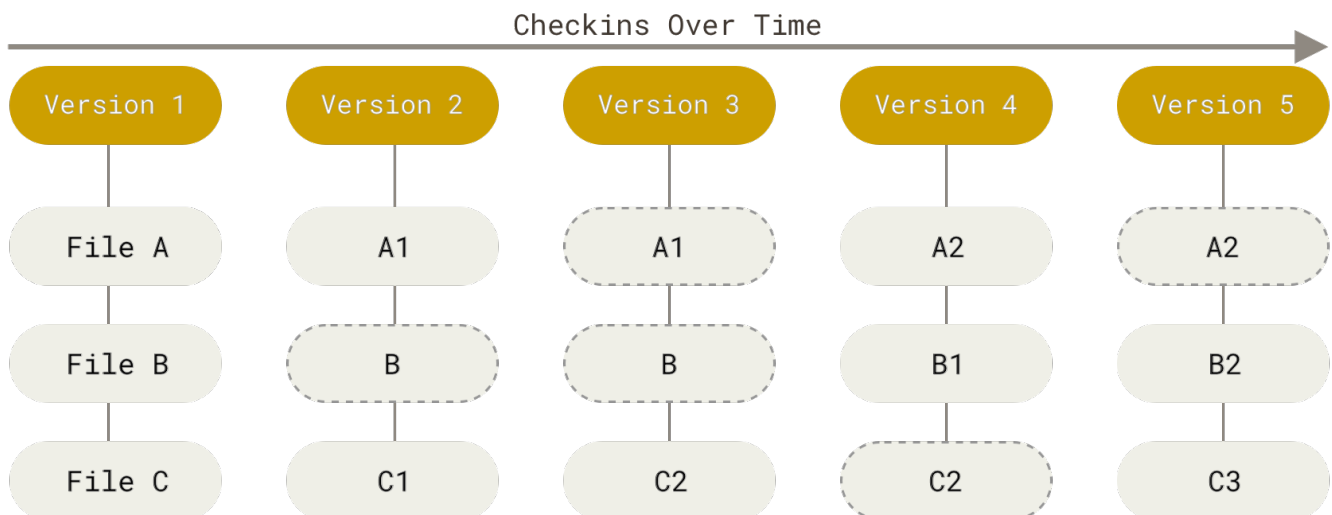 Checkins Over Time
Version 1 Version 2 Version 3 Version 4 Version 5
File A A1 A1 A2 A2
File B B B B1 B2
File C C1 C2 C2 C3